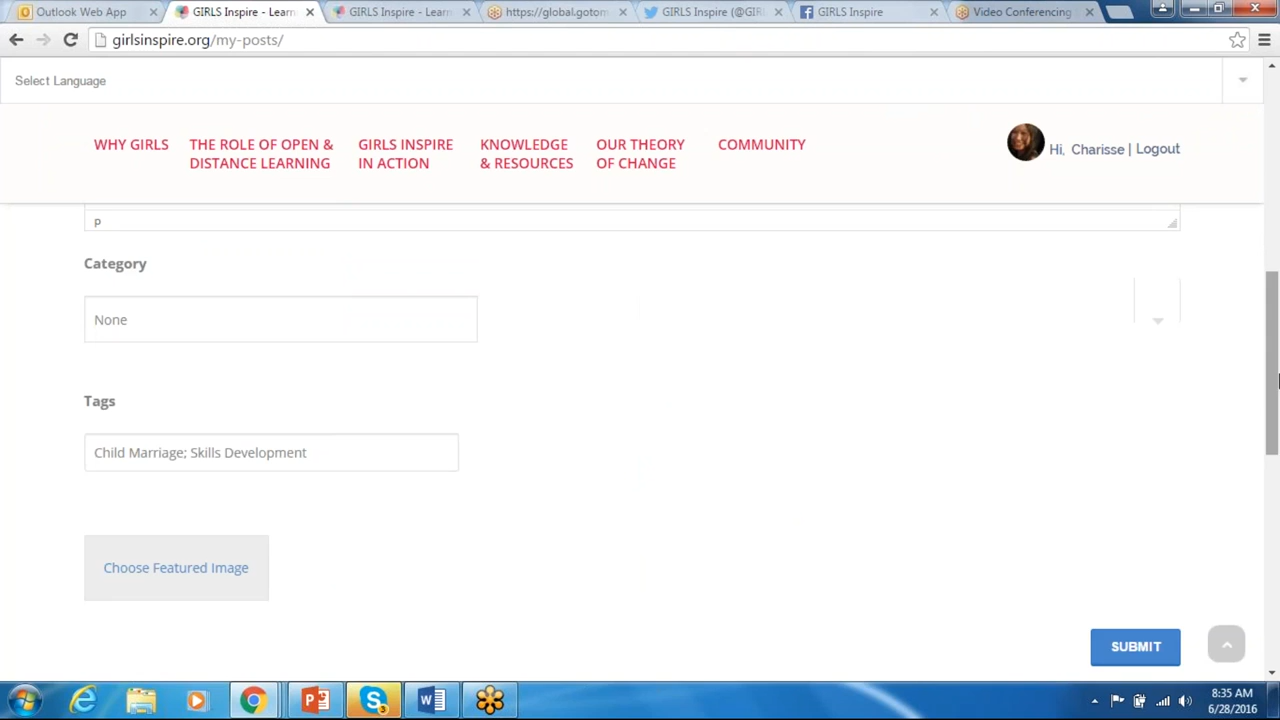 Outlook Web App
GIRLS Inspire - Learn
GIRLS Inspire - Learn
https://global.gotom
GIRLS Inspire (@GIRL
GIRLS Inspire
Video Conferencing
girlsinspire.org/my-posts/
Select Language
WHY GIRLS
THE ROLE OF OPEN &
DISTANCE LEARNING
GIRLS INSPIRE
IN ACTION
KNOWLEDGE
& RESOURCES
OUR THEORY
OF CHANGE
COMMUNITY
Hi, Charisse | Logout
p
Category
None
Tags
Child Marriage; Skills Development
Choose Featured Image
SUBMIT
8:35 AM
6/28/2016